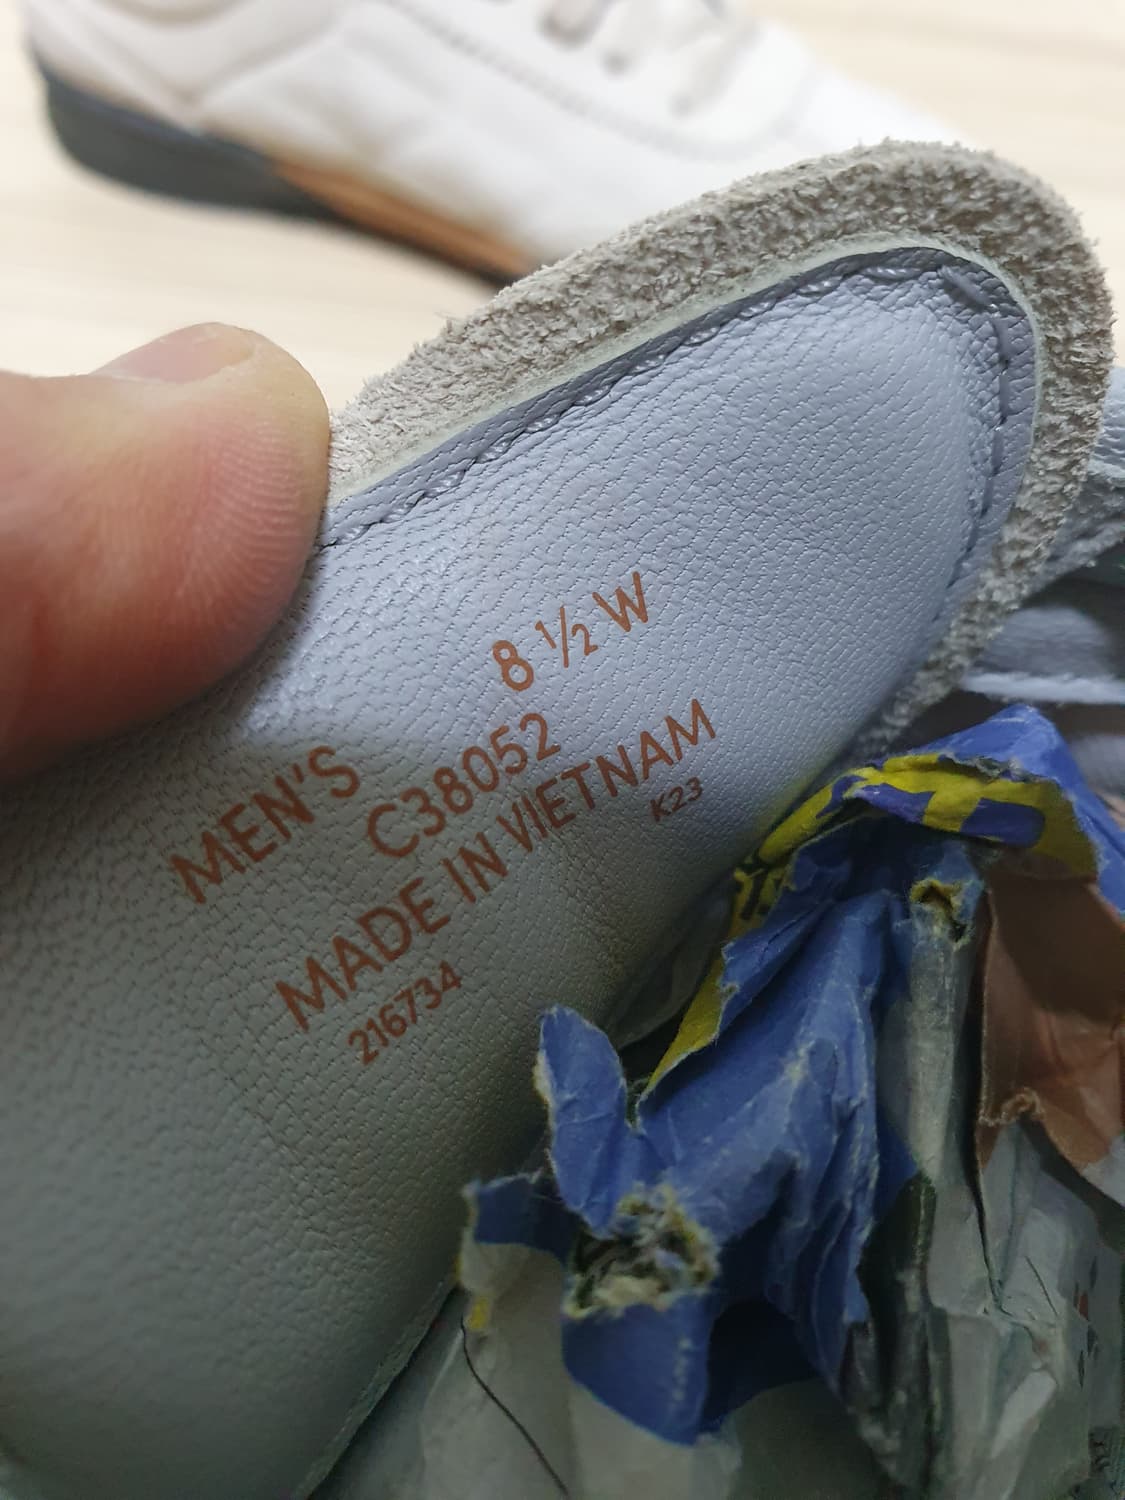 MEN'S 8 ½ W
C38052
MADE IN VIETNAM
216734 K23